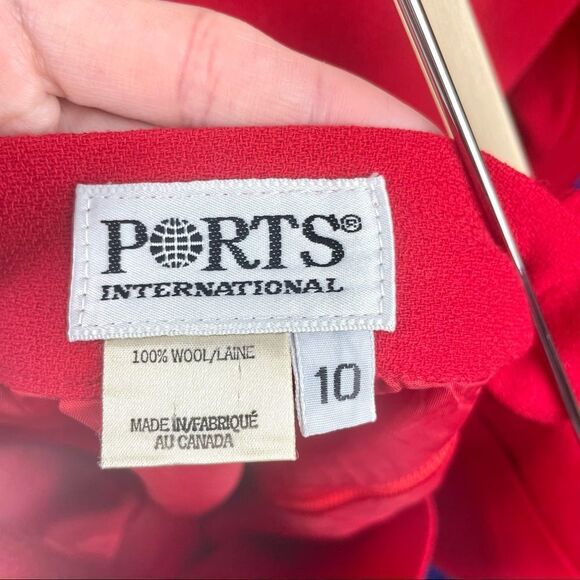 PORTS®
INTERNATIONAL
100% WOOL/LAINE
10
MADE IN/FABRIQUÉ
AU CANADA